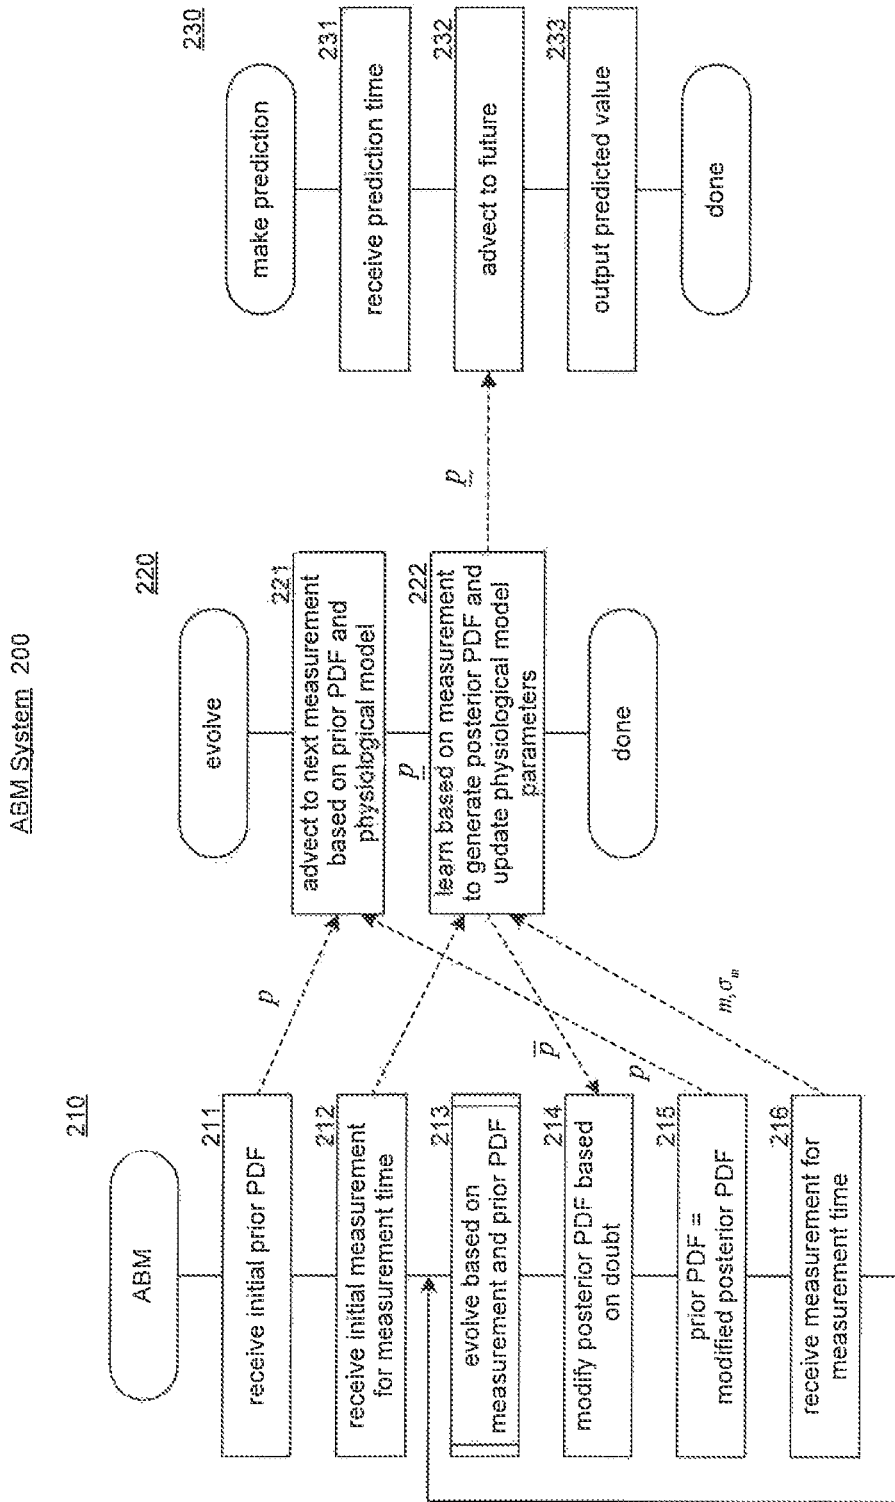 ABM System 200
210
ABM
211
receive initial prior PDF
212
receive initial measurement
for measurement time
213
evolve based on
measurement and prior PDF
214
modify posterior PDF based
on doubt
215
prior PDF =
modified posterior PDF
216
receive measurement for
measurement time
p
p̅
p
m,σm
220
evolve
221
advect to next measurement
based on prior PDF and
physiological model
p̲
222
learn based on measurement
to generate posterior PDF and
update physiological model
parameters
done
p̲
230
make prediction
231
receive prediction time
232
advect to future
233
output predicted value
done